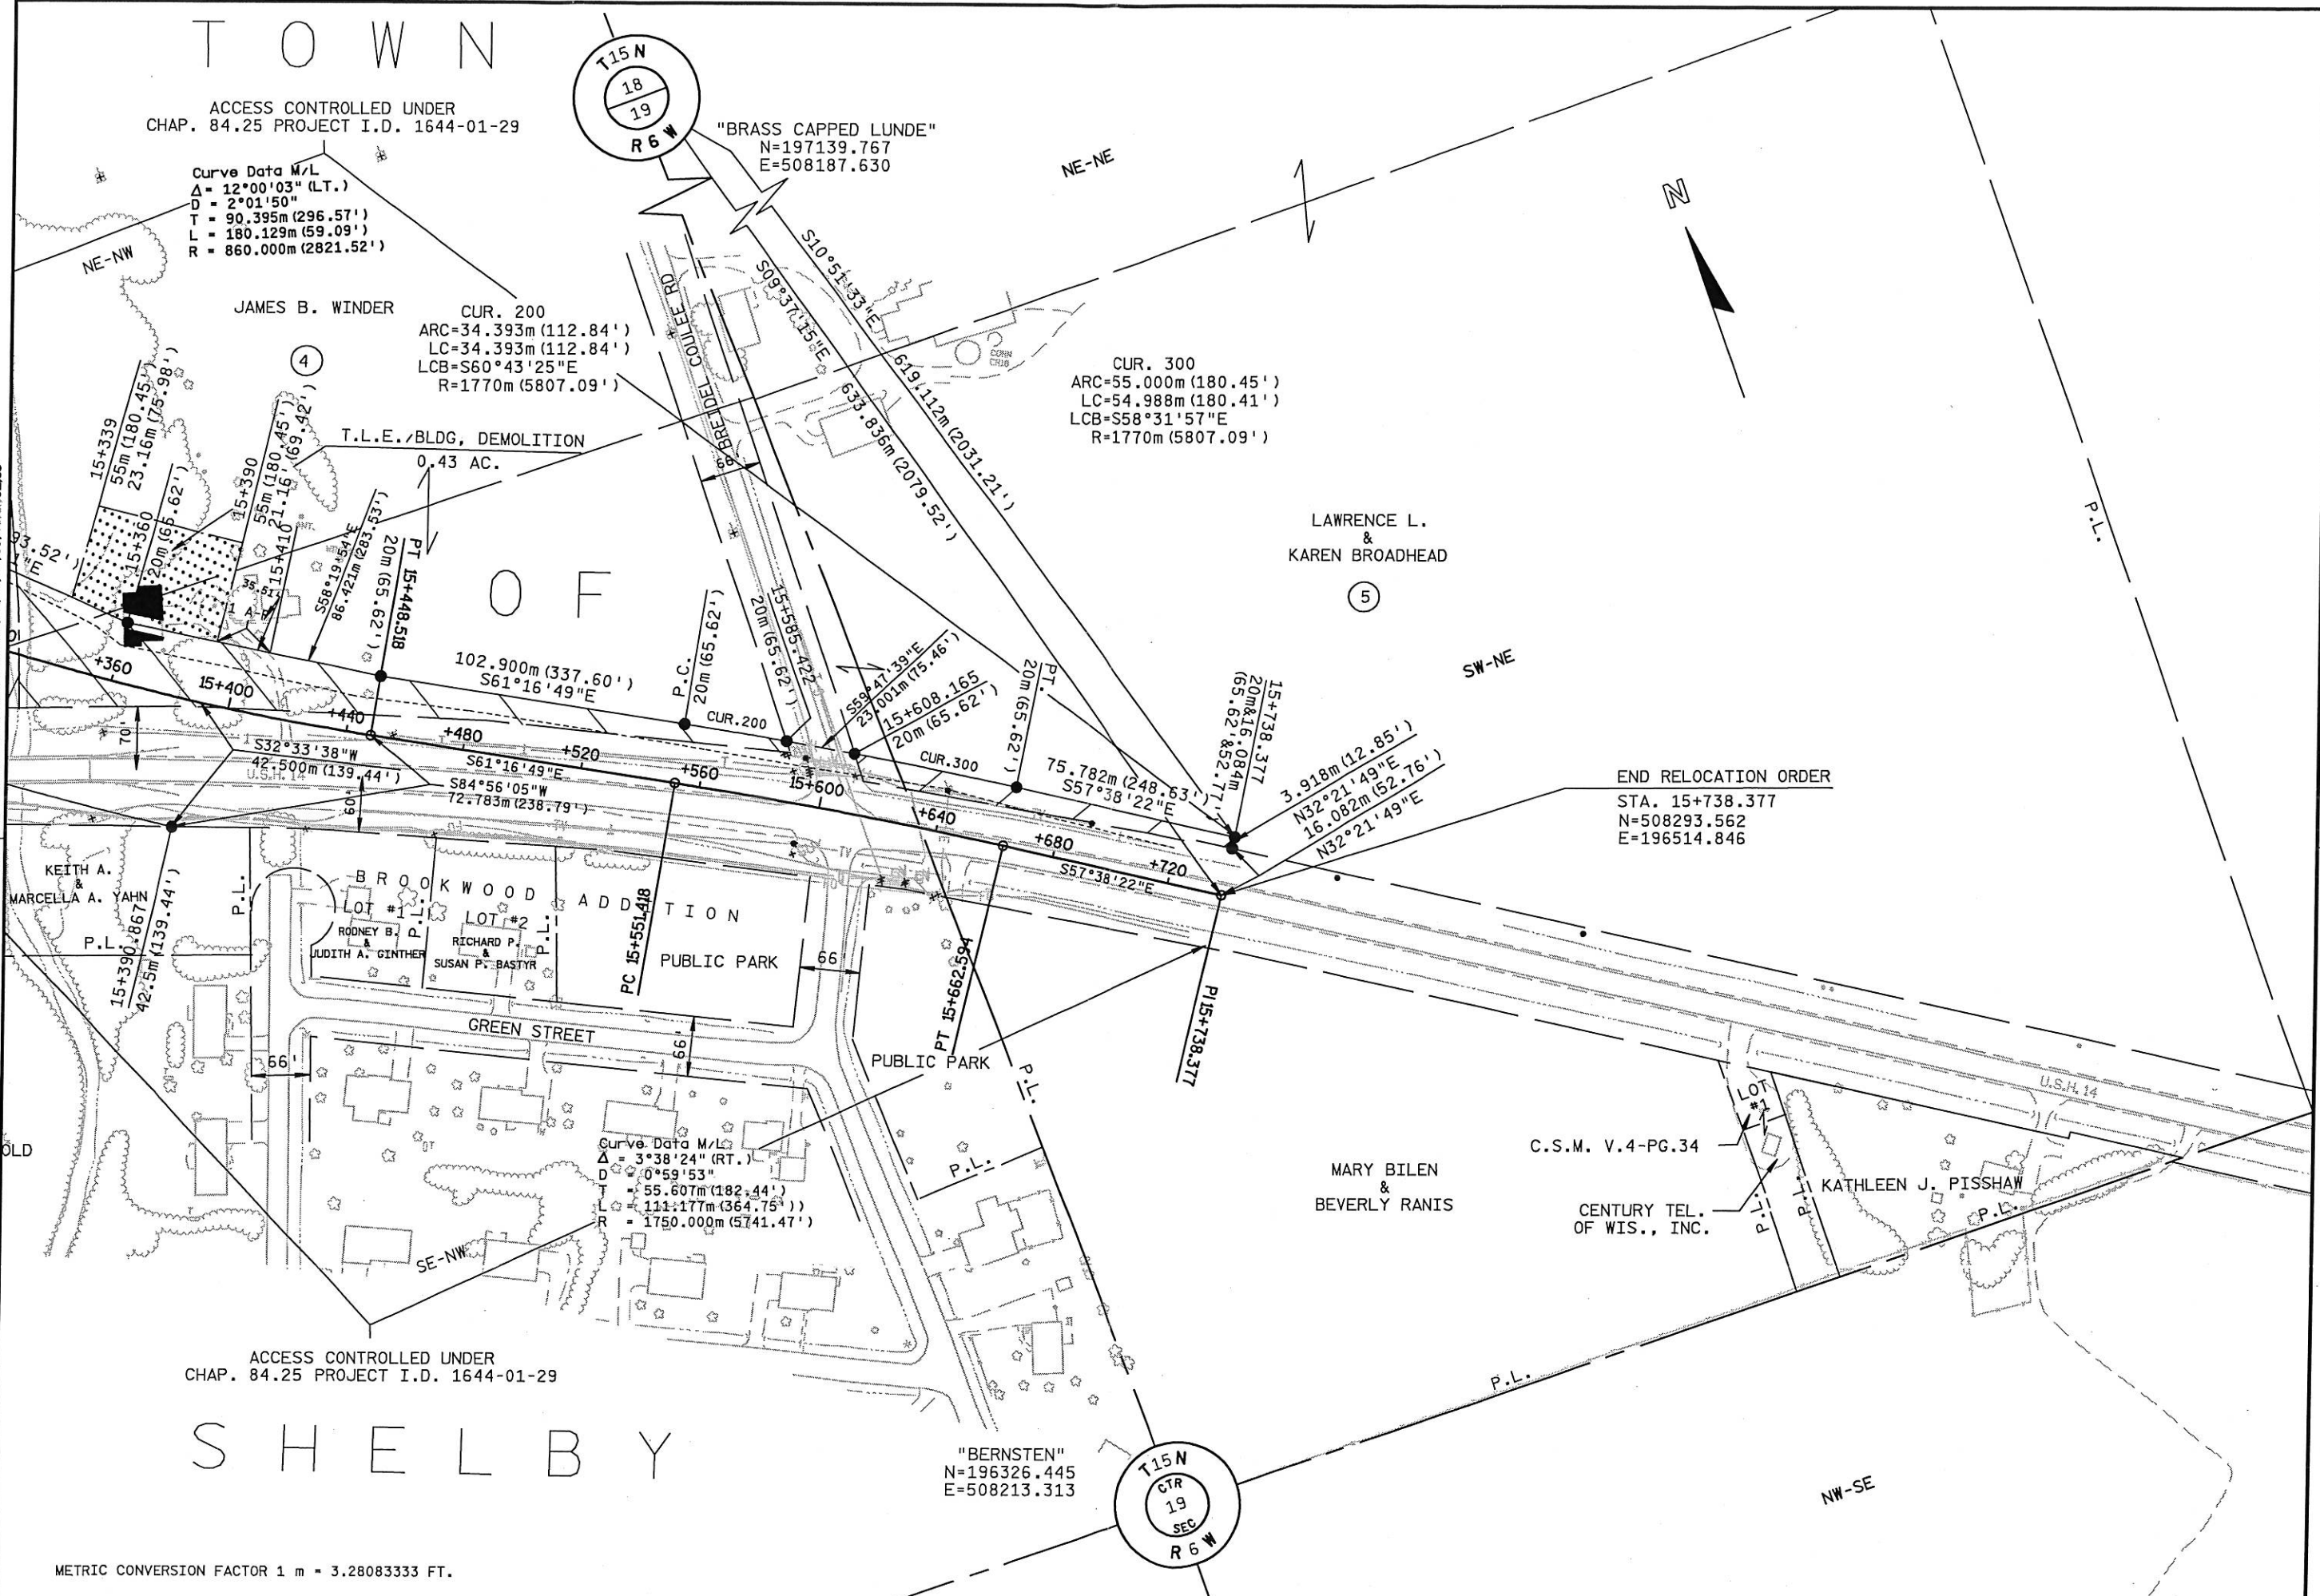 TOWN
ACCESS CONTROLLED UNDER
CHAP. 84.25 PROJECT I.D. 1644-01-29
Curve Data M/L
Δ= 12°00'03" (LT.)
D = 2°01'50"
T = 90.395m (296.57')
L = 180.129m (59.09')
R = 860.000m (2821.52')
T15N
18
19
R6W
"BRASS CAPPED LUNDE"
N=197139.767
E=508187.630
NE-NE
N
NE-NW
JAMES B. WINDER
4
CUR. 200
ARC=34.393m (112.84')
LC=34.393m (112.84')
LCB=S60°43'25"E
R=1770m (5807.09')
BREIDEL COULEE RD
66'
S10°51'33"E
619.112m (2031.21')
S09°37'15"E
633.836m (2079.52')
CUR. 300
ARC=55.000m (180.45')
LC=54.988m (180.41')
LCB=S58°31'57"E
R=1770m (5807.09')
15+339
55m (180.45')
23.16m (75.98')
15+360
20m (65.62')
15+390
55m (180.45')
21.16' (69.42')
15+410
T.L.E./BLDG, DEMOLITION
0.43 AC.
S58°19'54"E
86.421m (283.53')
PT 15+448.518
20m (65.62')
OF
LAWRENCE L.
&
KAREN BROADHEAD
5
P.L.
SW-NE
93.52')
102.900m (337.60')
S61°16'49"E
P.C.
20m (65.62')
CUR.200
15+585.422
20m (65.62')
S59°47'39"E
23.001m (75.46')
15+608.165
20m (65.62')
CUR.300
PT.
20m (65.62')
75.782m (248.63')
S57°38'22"E
15+738.377
20m&16.084m
(65.62'&52.77')
3.918m (12.85')
N32°21'49"E
16.082m (52.76')
N32°21'49"E
END RELOCATION ORDER
STA. 15+738.377
N=508293.562
E=196514.846
+360
15+400
+440
+480
+520
+560
15+600
+640
+680
+720
70'
S32°33'38"W
42.500m (139.44')
U.S.H. 14
60'
S61°16'49"E
S84°56'05"W
72.783m (238.79')
S57°38'22"E
KEITH A.
&
MARCELLA A. YAHN
P.L.
P.L.
15+390.867
42.5m (139.44')
BROOKWOOD ADDITION
LOT #1
RODNEY B.
&
JUDITH A. GINTHER
P.L.
LOT #2
RICHARD P.
&
SUSAN P. BASTYR
P.L.
PC 15+551.418
PUBLIC PARK
66'
PT 15+662.594
PI 15+738.377
GREEN STREET
66'
66'
PUBLIC PARK
P.L.
P.L.
Curve Data M/L
Δ = 3°38'24" (RT.)
D = 0°59'53"
T = 55.607m (182.44')
L = 111.177m (364.75'))
R = 1750.000m (5741.47')
SE-NW
OLD
MARY BILEN
&
BEVERLY RANIS
LOT
#1
C.S.M. V.4-PG.34
CENTURY TEL.
OF WIS., INC.
P.L.
P.L.
KATHLEEN J. PISSHAW
P.L.
U.S.H. 14
ACCESS CONTROLLED UNDER
CHAP. 84.25 PROJECT I.D. 1644-01-29
SHELBY
"BERNSTEN"
N=196326.445
E=508213.313
T15N
CTR
19
SEC
R6W
P.L.
NW-SE
METRIC CONVERSION FACTOR 1 m = 3.28083333 FT.